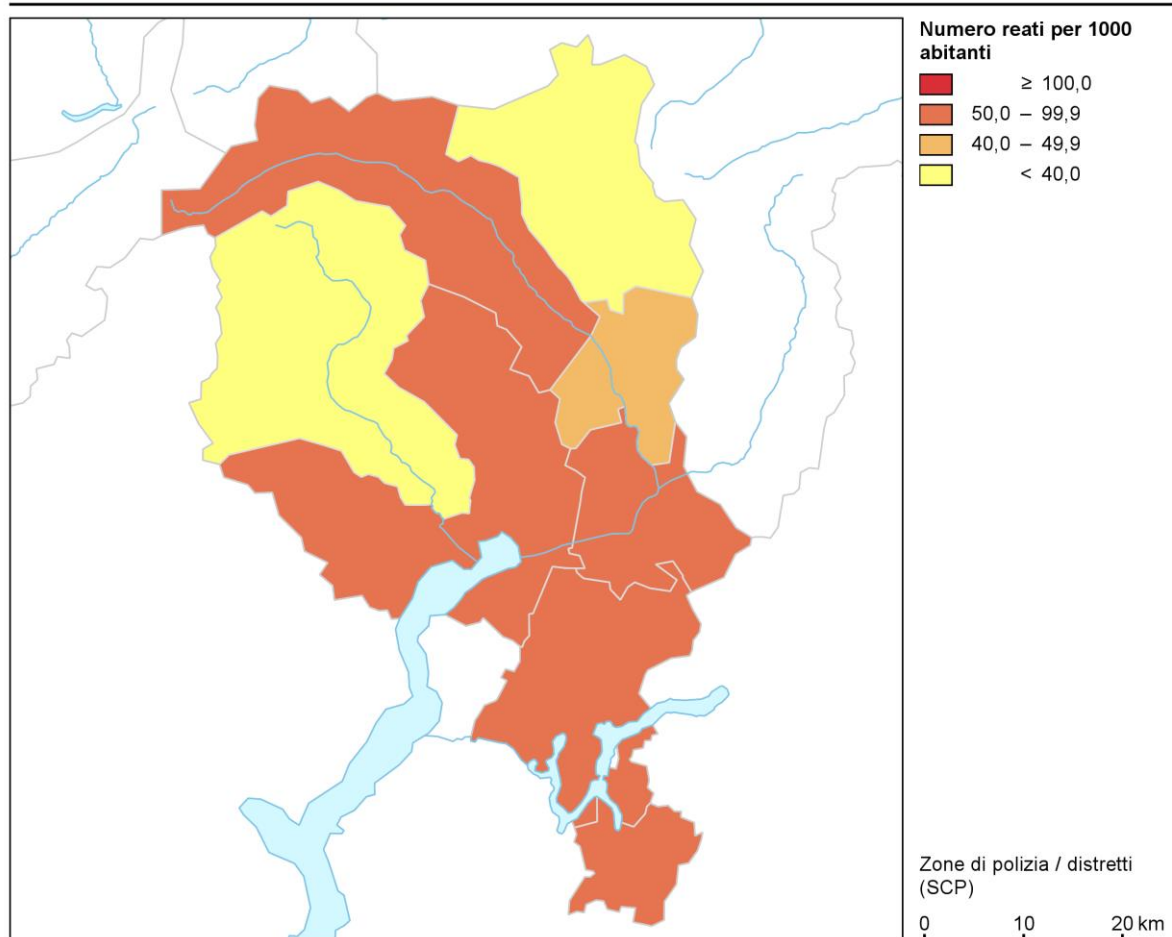 Numero reati per 1000
abitanti
≥ 100,0
50,0 – 99,9
40,0 – 49,9
< 40,0
Zone di polizia / distretti
(SCP)
0 10 20 km